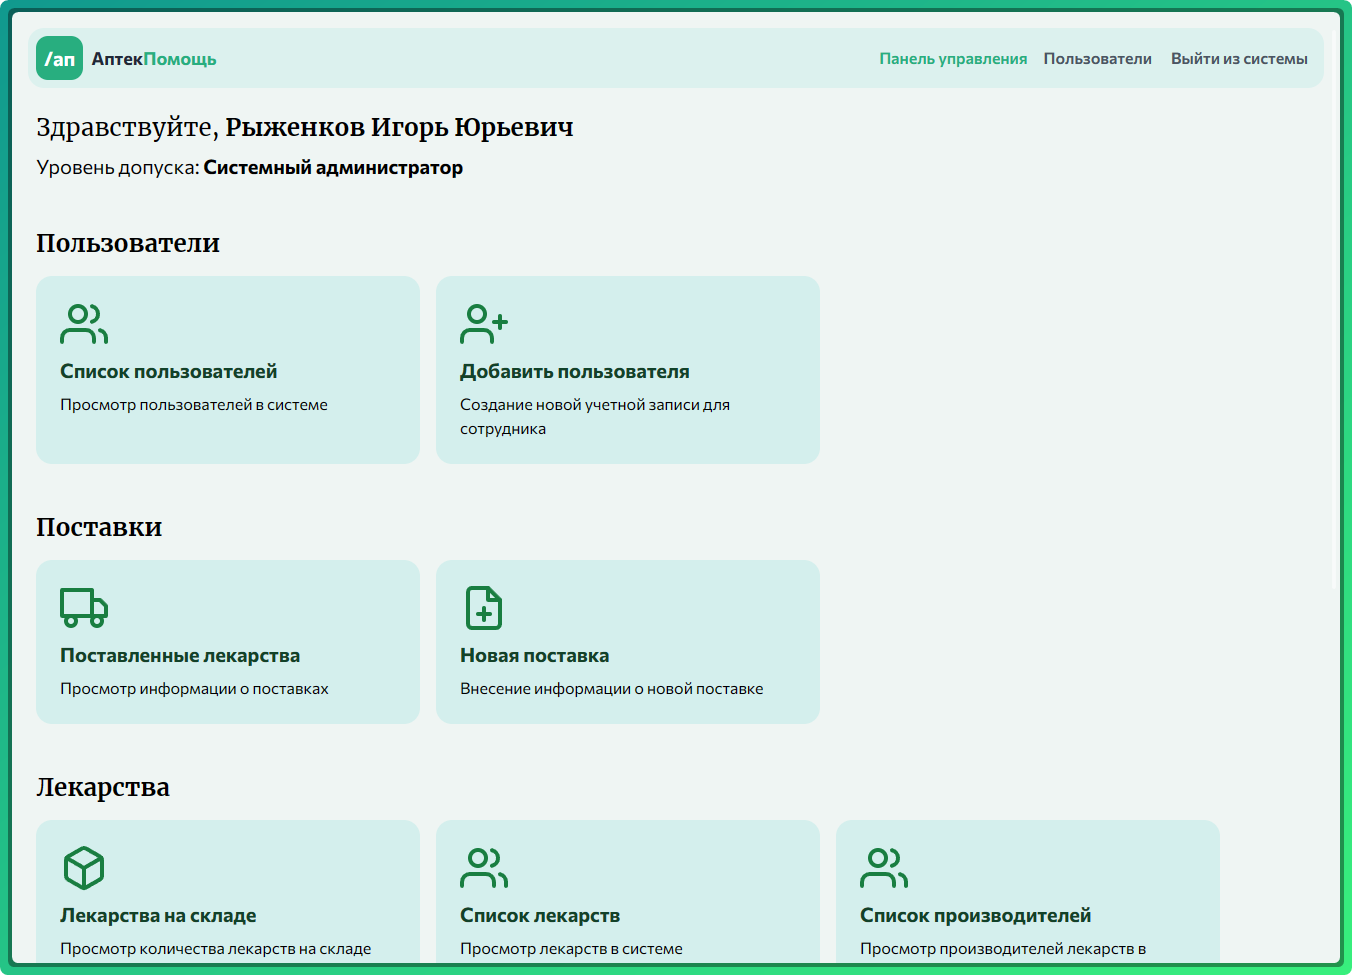 /ап АптекПомощь Панель управления Пользователи Выйти из системы
Здравствуйте, Рыженков Игорь Юрьевич
Уровень допуска: Системный администратор
Пользователи
Список пользователей
Просмотр пользователей в системе
Добавить пользователя
Создание новой учетной записи для
сотрудника
Поставки
Поставленные лекарства
Просмотр информации о поставках
Новая поставка
Внесение информации о новой поставке
Лекарства
Лекарства на складе
Просмотр количества лекарств на складе
Список лекарств
Просмотр лекарств в системе
Список производителей
Просмотр производителей лекарств в